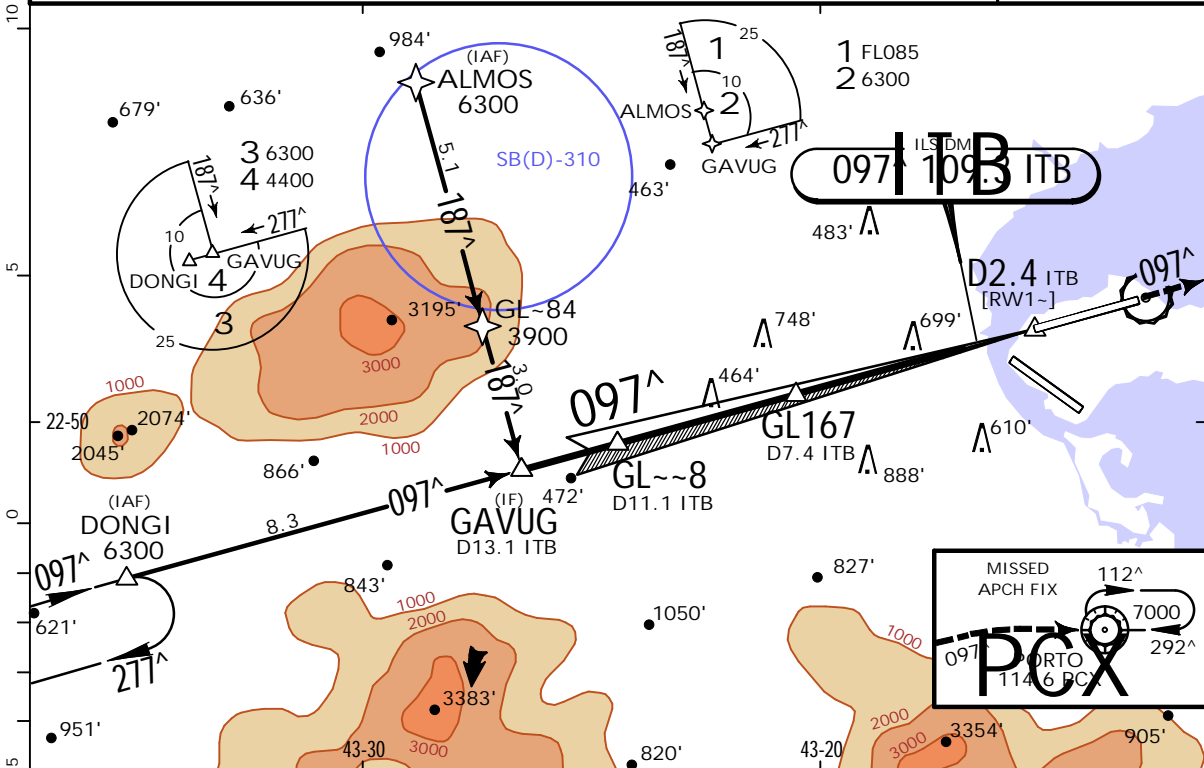 10
984'
(IAF)
ALMOS
6300
679'
636'
187^
1
25
10
2
ALMOS
277^
GAVUG
1 FL085
2 6300
3 6300
4 4400
187^
277^
10
GAVUG
DONGI 4
3
25
5.1
SB(D)-310
463'
ILS DME
097^ 109.3 ITB
ITB
483'
5
187^
D2.4 ITB
[RW1~]
097^
3195'
GL~84
3900
3000
748'
699'
3.0
187^
1000
2074'
2045'
22-50
2000
1000
464'
097^
GL167
D7.4 ITB
610'
888'
866'
GL~~8
D11.1 ITB
472'
(IF)
GAVUG
D13.1 ITB
097^
8.3
0
(IAF)
DONGI
6300
097^
621'
277^
843'
827'
1000
2000
1050'
3383'
3000
951'
43-30
820'
43-20
1000
2000
3000
3354'
905'
MISSED
APCH FIX
112^
7000
292^
097^
PORTO
114.6 PCX
PCX
5